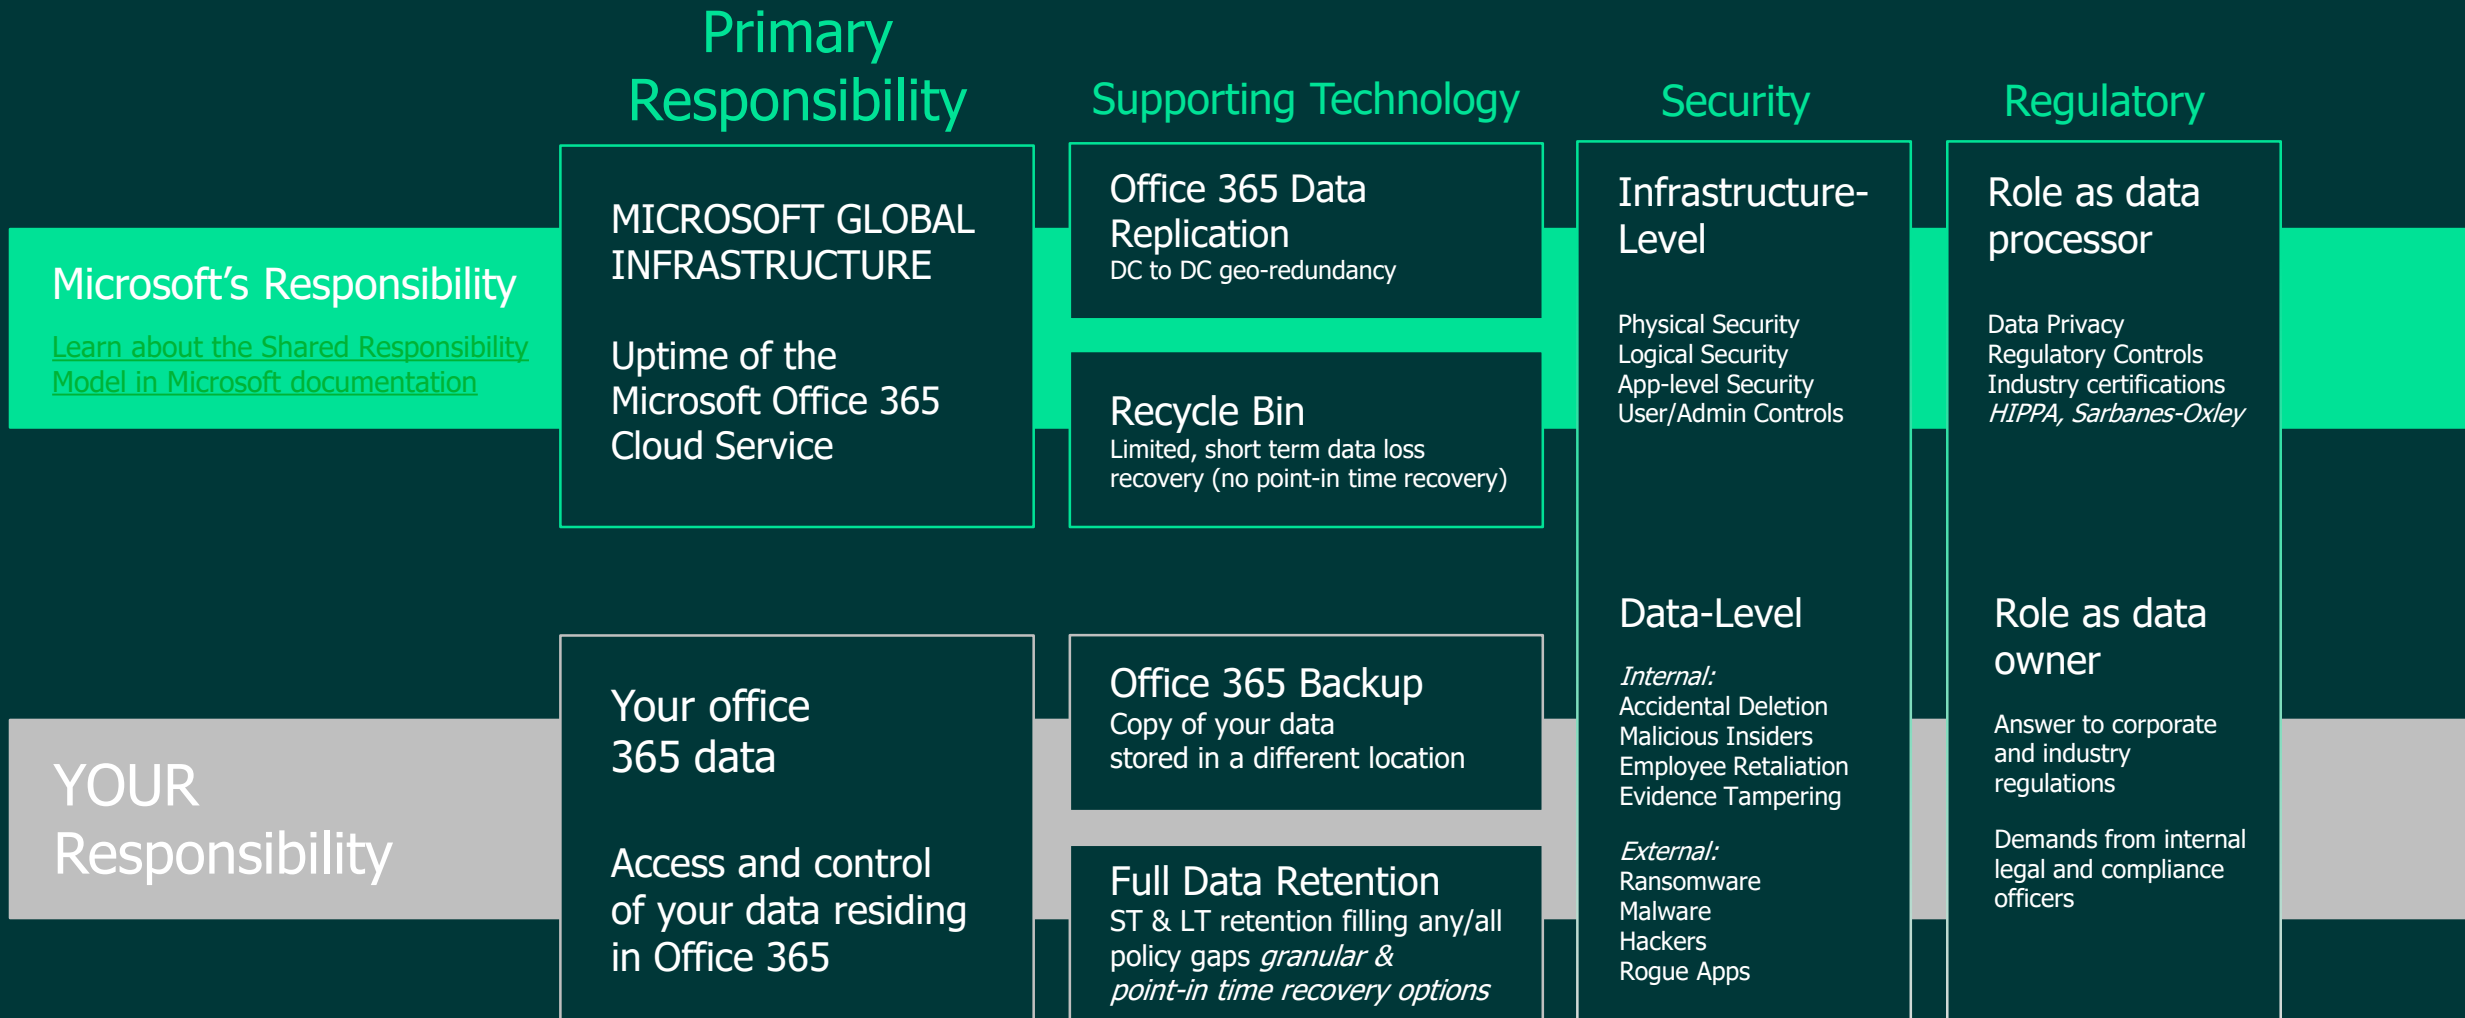 Primary
Responsibility
Supporting Technology
Security
Regulatory
Microsoft's Responsibility
Learn about the Shared Responsibility
Model in Microsoft documentation
MICROSOFT GLOBAL
INFRASTRUCTURE
Uptime of the
Microsoft Office 365
Cloud Service
Office 365 Data
Replication
DC to DC geo-redundancy
Recycle Bin
Limited, short term data loss
recovery (no point-in time recovery)
Infrastructure-
Level
Physical Security
Logical Security
App-level Security
User/Admin Controls
Role as data
processor
Data Privacy
Regulatory Controls
Industry certifications
HIPPA, Sarbanes-Oxley
YOUR
Responsibility
Your office
365 data
Access and control
of your data residing
in Office 365
Office 365 Backup
Copy of your data
stored in a different location
Full Data Retention
ST & LT retention filling any/all
policy gaps granular &
point-in time recovery options
Data-Level
Internal:
Accidental Deletion
Malicious Insiders
Employee Retaliation
Evidence Tampering
External:
Ransomware
Malware
Hackers
Rogue Apps
Role as data
owner
Answer to corporate
and industry
regulations
Demands from internal
legal and compliance
officers